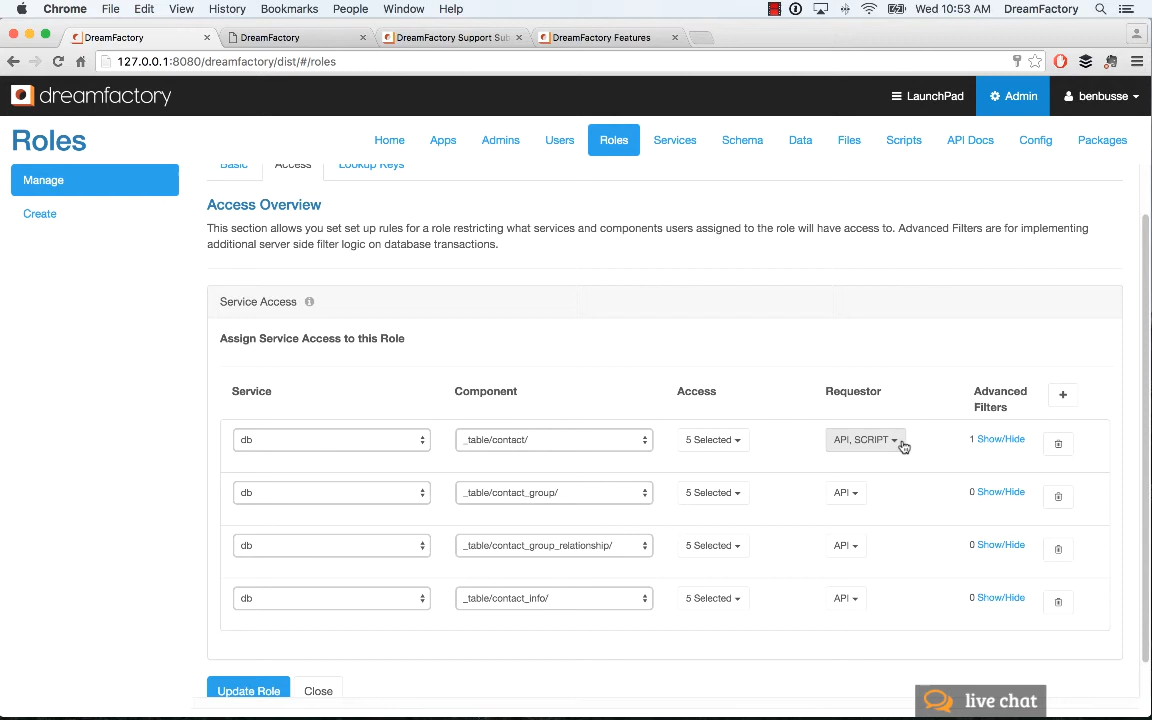 Chrome File Edit View History Bookmarks People Window Help Wed 10:53 AM DreamFactory
DreamFactory DreamFactory DreamFactory Support Sub DreamFactory Features
127.0.0.1:8080/dreamfactory/dist/#/roles
dreamfactory LaunchPad Admin benbusse
Roles Home Apps Admins Users Roles Services Schema Data Files Scripts API Docs Config Packages
Basic Access Lookup Keys
Manage
Create
Access Overview
This section allows you set set up rules for a role restricting what services and components users assigned to the role will have access to. Advanced Filters are for implementing
additional server side filter logic on database transactions.
Service Access
Assign Service Access to this Role
Service Component Access Requestor Advanced Filters +
db _table/contact/ 5 Selected API, SCRIPT 1 Show/Hide
db _table/contact_group/ 5 Selected API 0 Show/Hide
db _table/contact_group_relationship/ 5 Selected API 0 Show/Hide
db _table/contact_info/ 5 Selected API 0 Show/Hide
Update Role Close
live chat